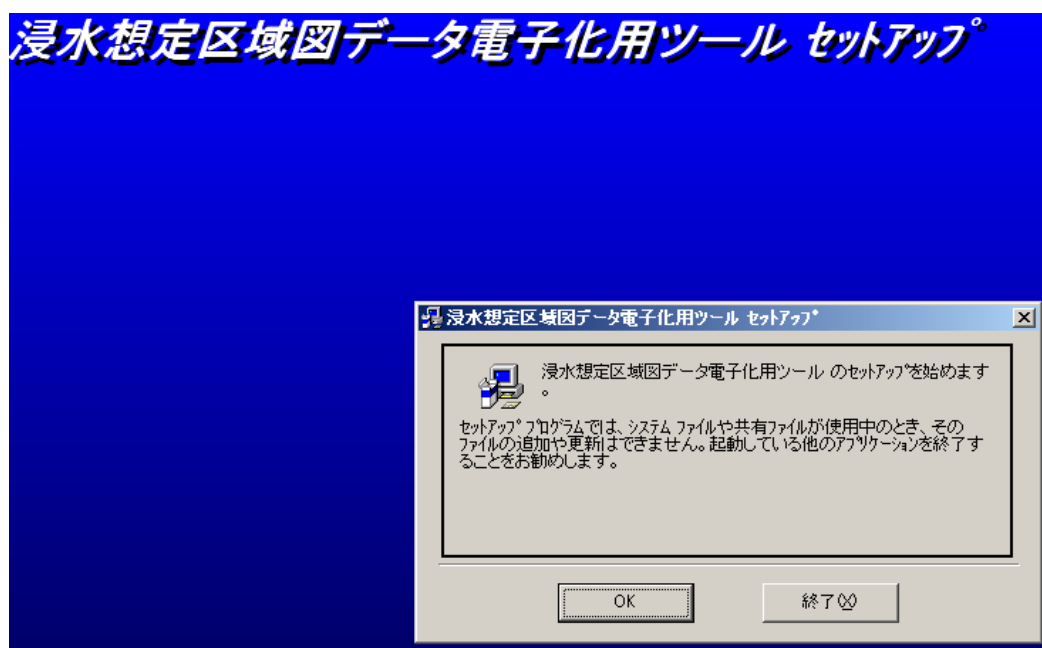 浸水想定区域図データ電子化用ツール ｾｯﾄｱｯﾌﾟ
浸水想定区域図データ電子化用ツール ｾｯﾄｱｯﾌﾟ
浸水想定区域図データ電子化用ツール のｾｯﾄｱｯﾌﾟを始めます
。
ｾｯﾄｱｯﾌﾟ ﾌﾟﾛｸﾞﾗﾑでは、ｼｽﾃﾑ ﾌｧｲﾙや共有ﾌｧｲﾙが使用中のとき、その
ﾌｧｲﾙの追加や更新はできません。起動している他のｱﾌﾟﾘｹｰｼｮﾝを終了す
ることをお勧めします。
OK
終了(X)